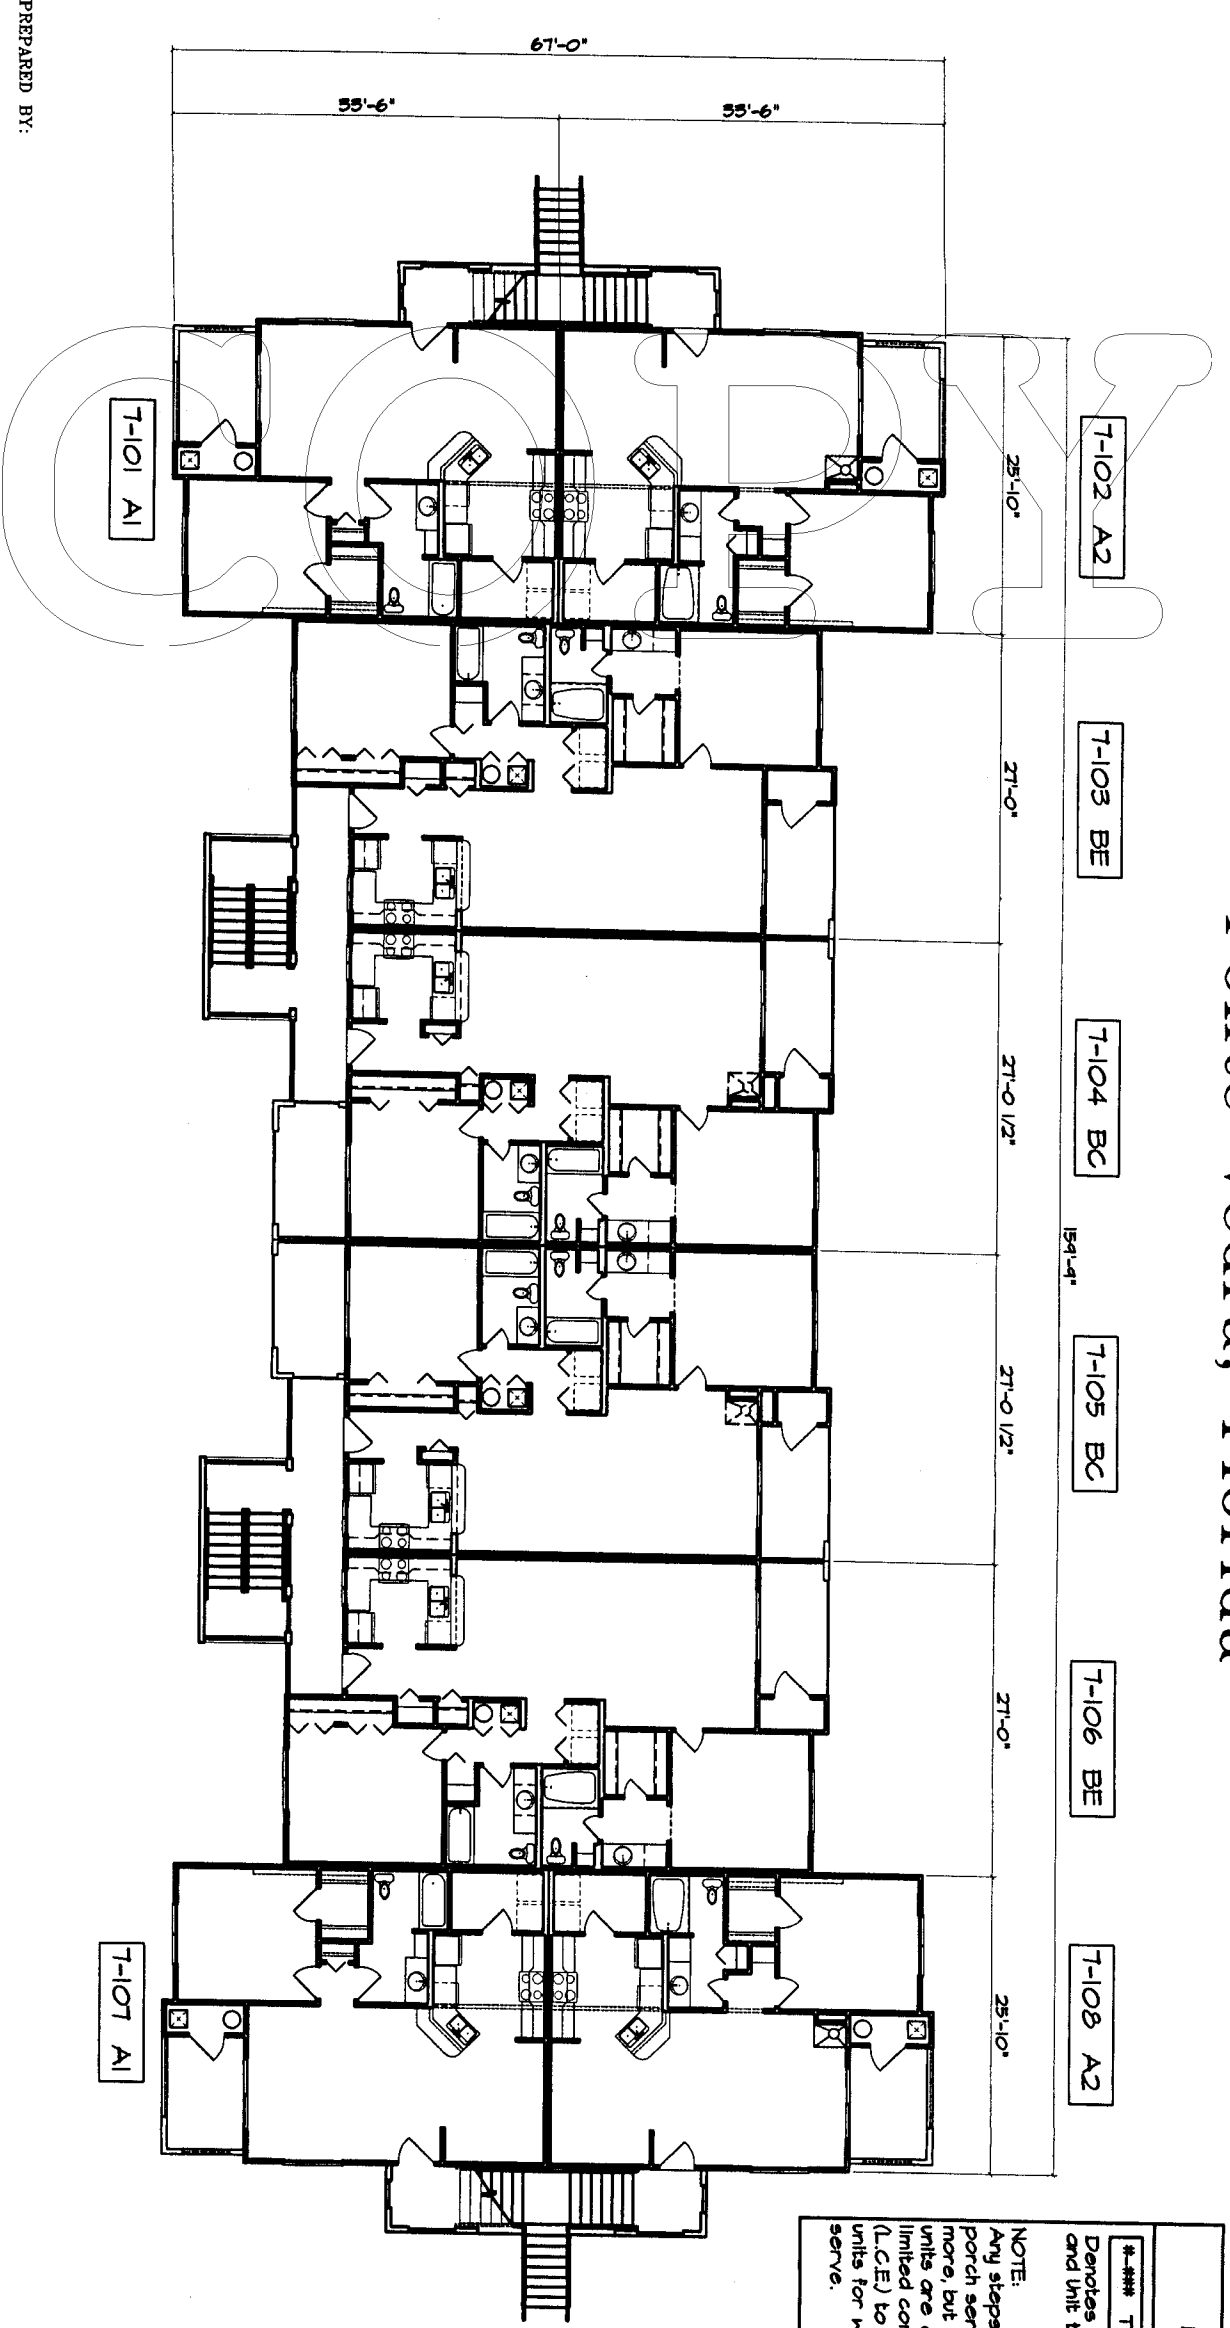 PREPARED BY:
67'-0"
33'-6"
33'-6"
COPY
7-101 A1
7-102 A2
7-103 BE
7-104 BC
7-105 BC
7-106 BE
7-107 A1
7-108 A2
25'-10"
27'-0"
27'-0 1/2"
27'-0 1/2"
27'-0"
25'-10"
159'-9"
#-### T
Denotes
and Unit t
NOTE:
Any steps
porch ser
more, but
units are
limited co
(L.C.E.) to
units for
serve.